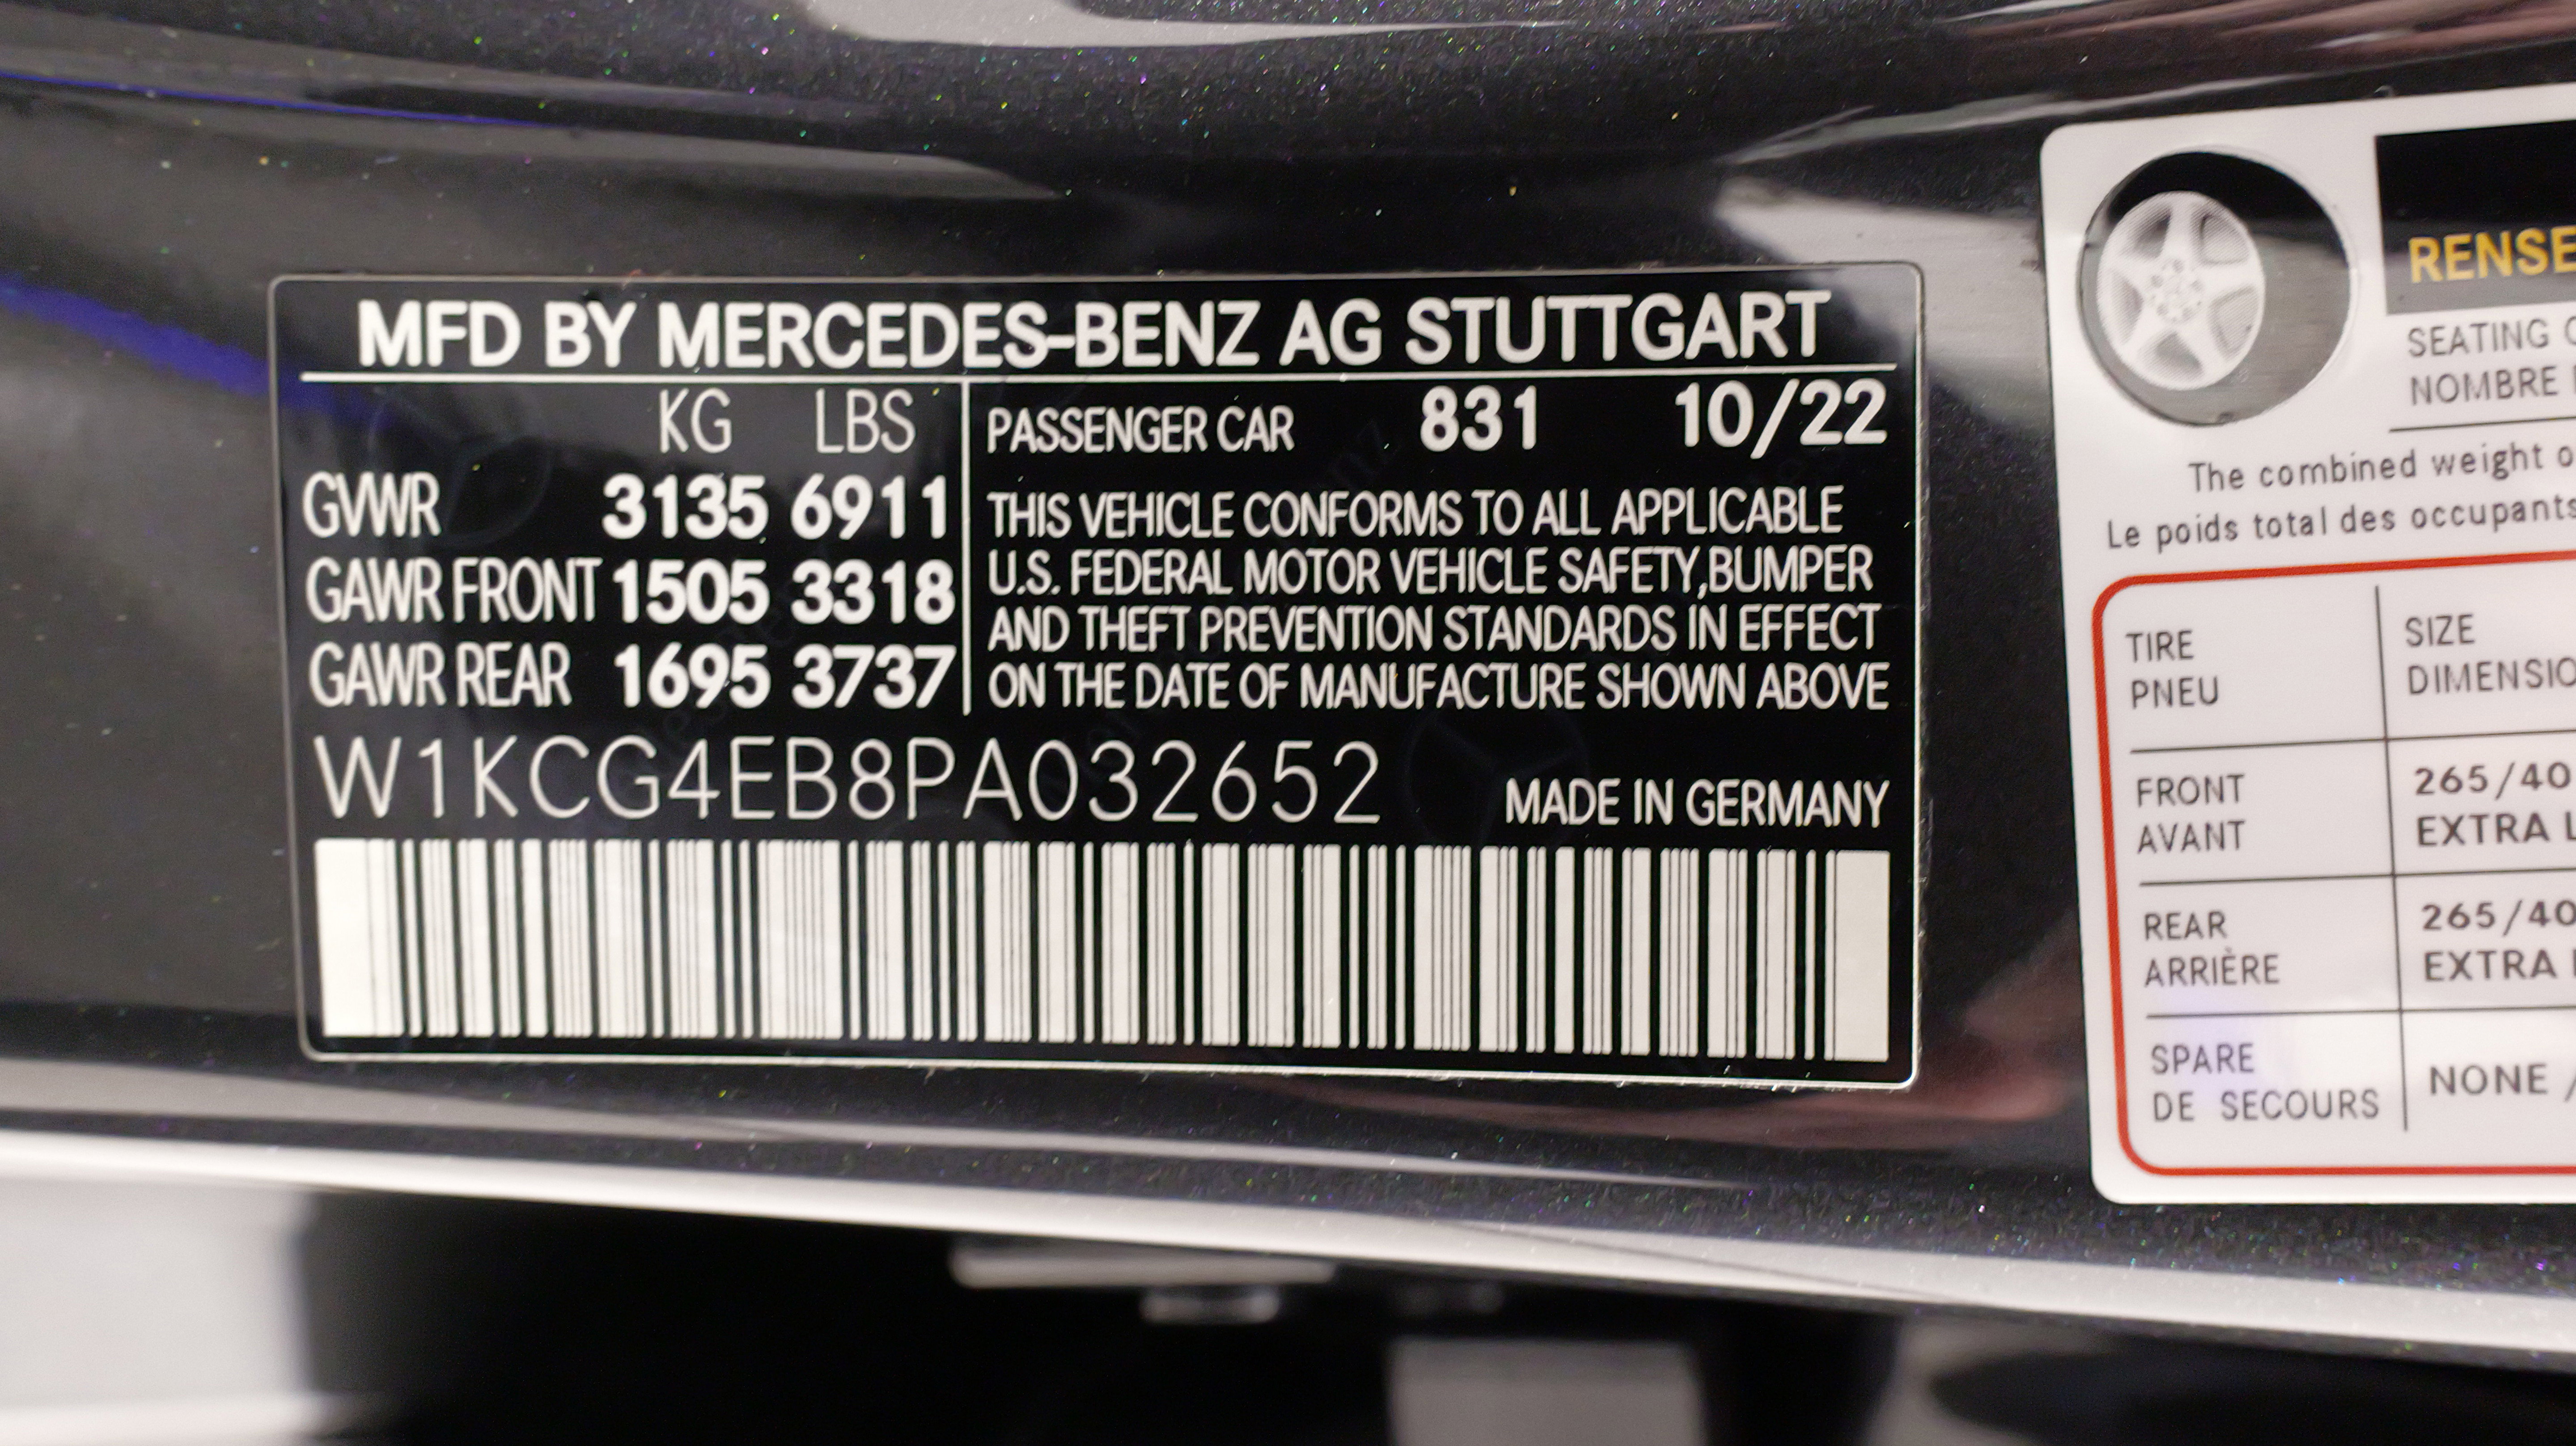 MFD BY MERCEDES-BENZ AG STUTTGART
KG LBS
GVWR 3135 6911
GAWR FRONT 1505 3318
GAWR REAR 1695 3737
PASSENGER CAR 831 10/22
THIS VEHICLE CONFORMS TO ALL APPLICABLE
U.S. FEDERAL MOTOR VEHICLE SAFETY,BUMPER
AND THEFT PREVENTION STANDARDS IN EFFECT
ON THE DATE OF MANUFACTURE SHOWN ABOVE
W1KCG4EB8PA032652
MADE IN GERMANY
RENSE
SEATING
NOMBRE
The combined weight
Le poids total des occupants
TIRE
PNEU
SIZE
DIMENSIO
FRONT
AVANT
265/40
EXTRA L
REAR
ARRIÈRE
265/40
EXTRA
SPARE
DE SECOURS
NONE /